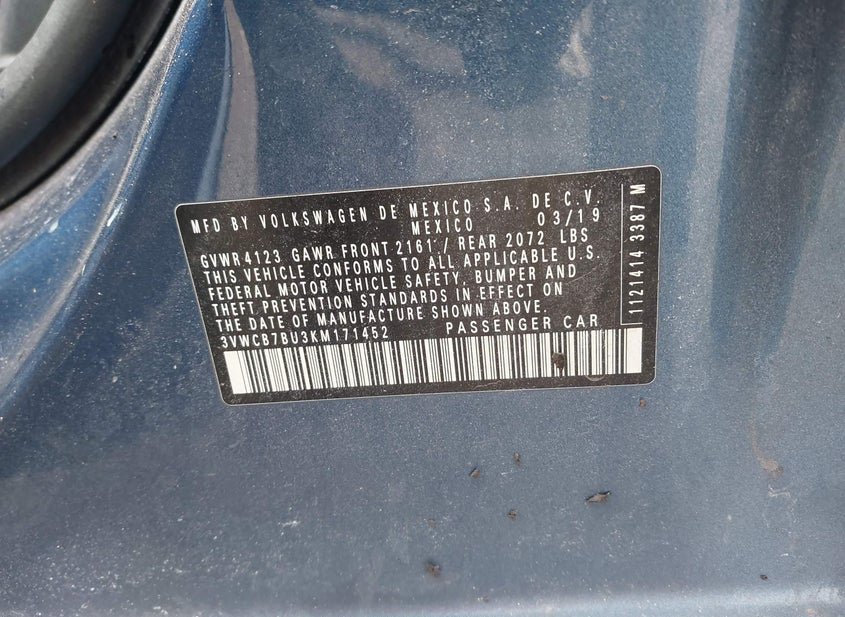 MFD BY VOLKSWAGEN DE MEXICO S.A. DE C.V.
MEXICO 03/19
GVWR 4123 GAWR FRONT 2161 / REAR 2072 LBS
THIS VEHICLE CONFORMS TO ALL APPLICABLE U.S.
FEDERAL MOTOR VEHICLE SAFETY, BUMPER AND
THEFT PREVENTION STANDARDS IN EFFECT ON
THE DATE OF MANUFACTURE SHOWN ABOVE.
3VWCB7BU3KM171452 PASSENGER CAR
1121414 3387 M